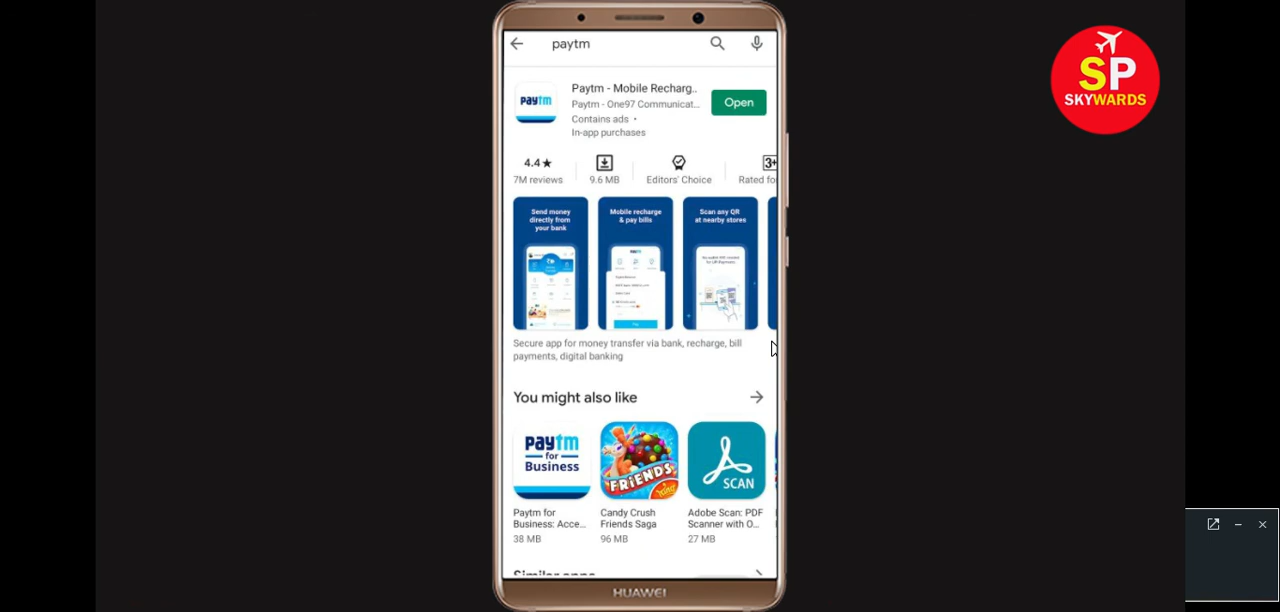 paytm
SP
SKYWARDS
paytm
Paytm - Mobile Recharg..
Paytm - One97 Communicat...
Contains ads •
In-app purchases
Open
4.4★
7M reviews
9.6 MB
Editors' Choice
3+
Rated fo
Send money
directly from
your bank
Mobile recharge
& pay bills
Scan any QR
at nearby stores
Secure app for money transfer via bank, recharge, bill
payments, digital banking
You might also like
paytm
for
Business
FRIENDS
King
SCAN
Paytm for
Business: Acce...
38 MB
Candy Crush
Friends Saga
96 MB
Adobe Scan: PDF
Scanner with O...
27 MB
Similar apps
HUAWEI